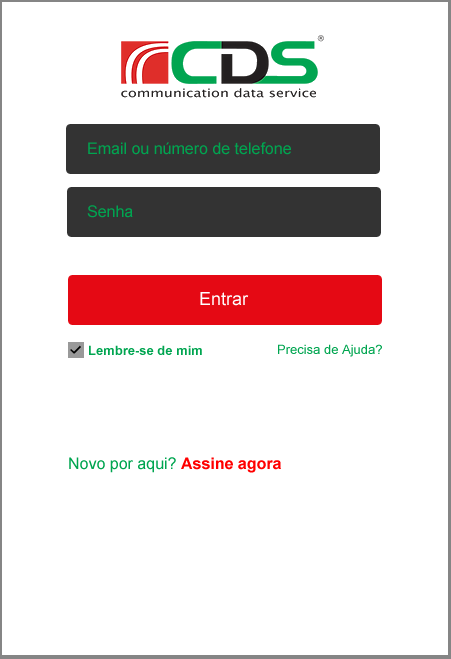 CDS®
communication data service
Email ou número de telefone
Senha
Entrar
Lembre-se de mim
Precisa de Ajuda?
Novo por aqui? Assine agora